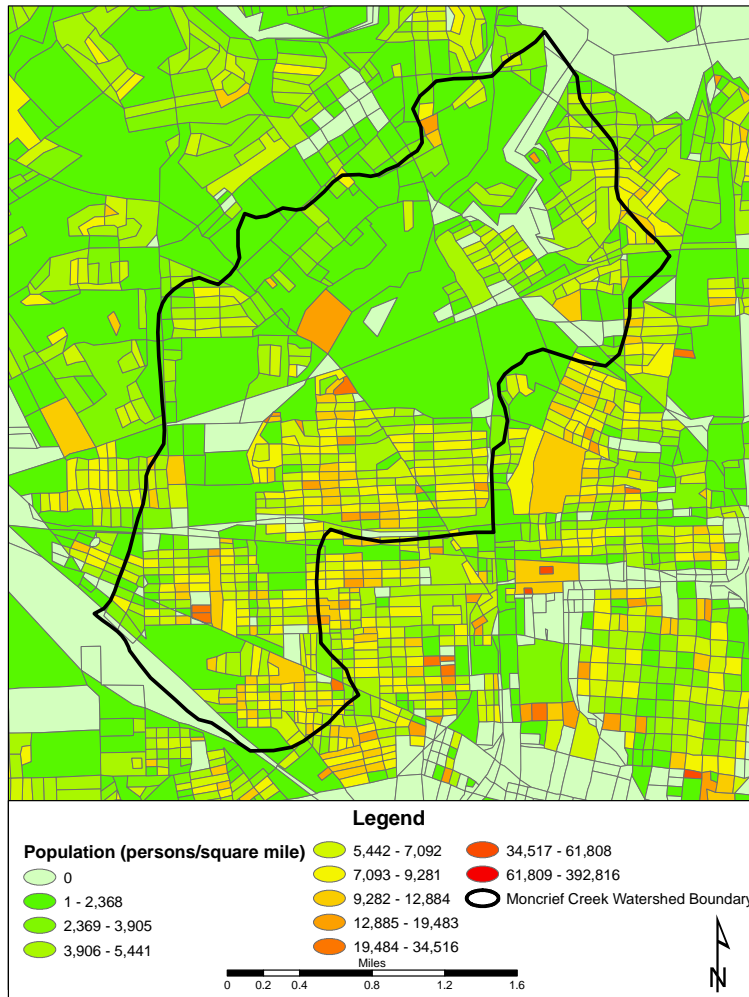 Legend
Population (persons/square mile)
0
1 - 2,368
2,369 - 3,905
3,906 - 5,441
5,442 - 7,092
7,093 - 9,281
9,282 - 12,884
12,885 - 19,483
19,484 - 34,516
34,517 - 61,808
61,809 - 392,816
Moncrief Creek Watershed Boundary
Miles
0 0.2 0.4 0.8 1.2 1.6
N